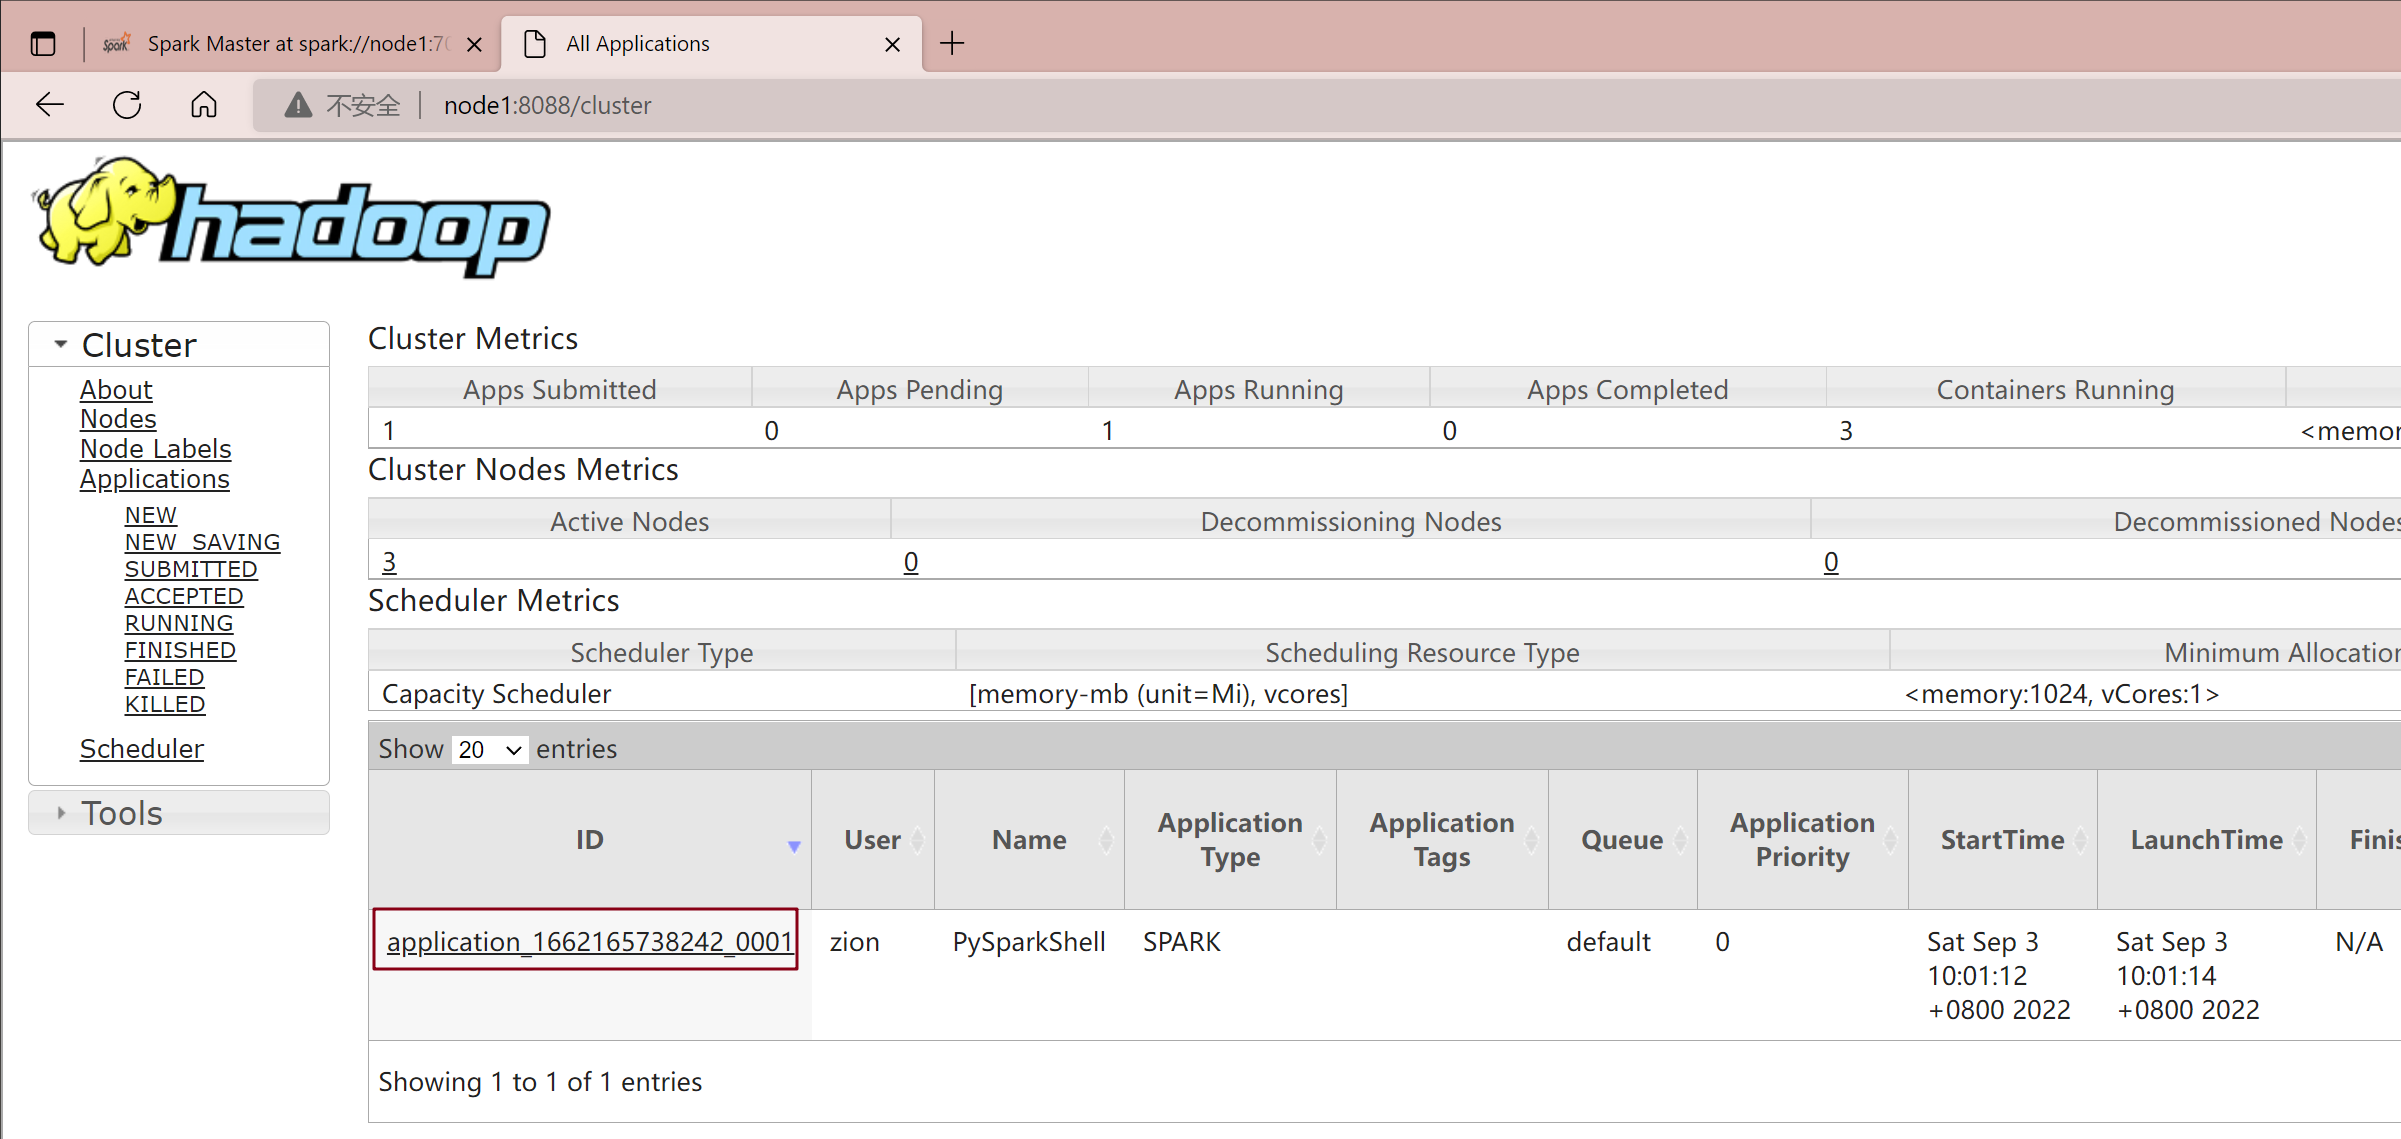 Spark Spark Master at spark://node1:70 All Applications
不安全 node1:8088/cluster
hadoop
Cluster
About
Nodes
Node Labels
Applications
NEW
NEW_SAVING
SUBMITTED
ACCEPTED
RUNNING
FINISHED
FAILED
KILLED
Scheduler
Tools
Cluster Metrics
Apps Submitted Apps Pending Apps Running Apps Completed Containers Running
1 0 1 0 3 <memor
Cluster Nodes Metrics
Active Nodes Decommissioning Nodes Decommissioned Nodes
3 0 0
Scheduler Metrics
Scheduler Type Scheduling Resource Type Minimum Allocation
Capacity Scheduler [memory-mb (unit=Mi), vcores] <memory:1024, vCores:1>
Show 20 entries
ID User Name Application Type Application Tags Queue Application Priority StartTime LaunchTime Finis
application_1662165738242_0001 zion PySparkShell SPARK default 0 Sat Sep 3 10:01:12 +0800 2022 Sat Sep 3 10:01:14 +0800 2022 N/A
Showing 1 to 1 of 1 entries